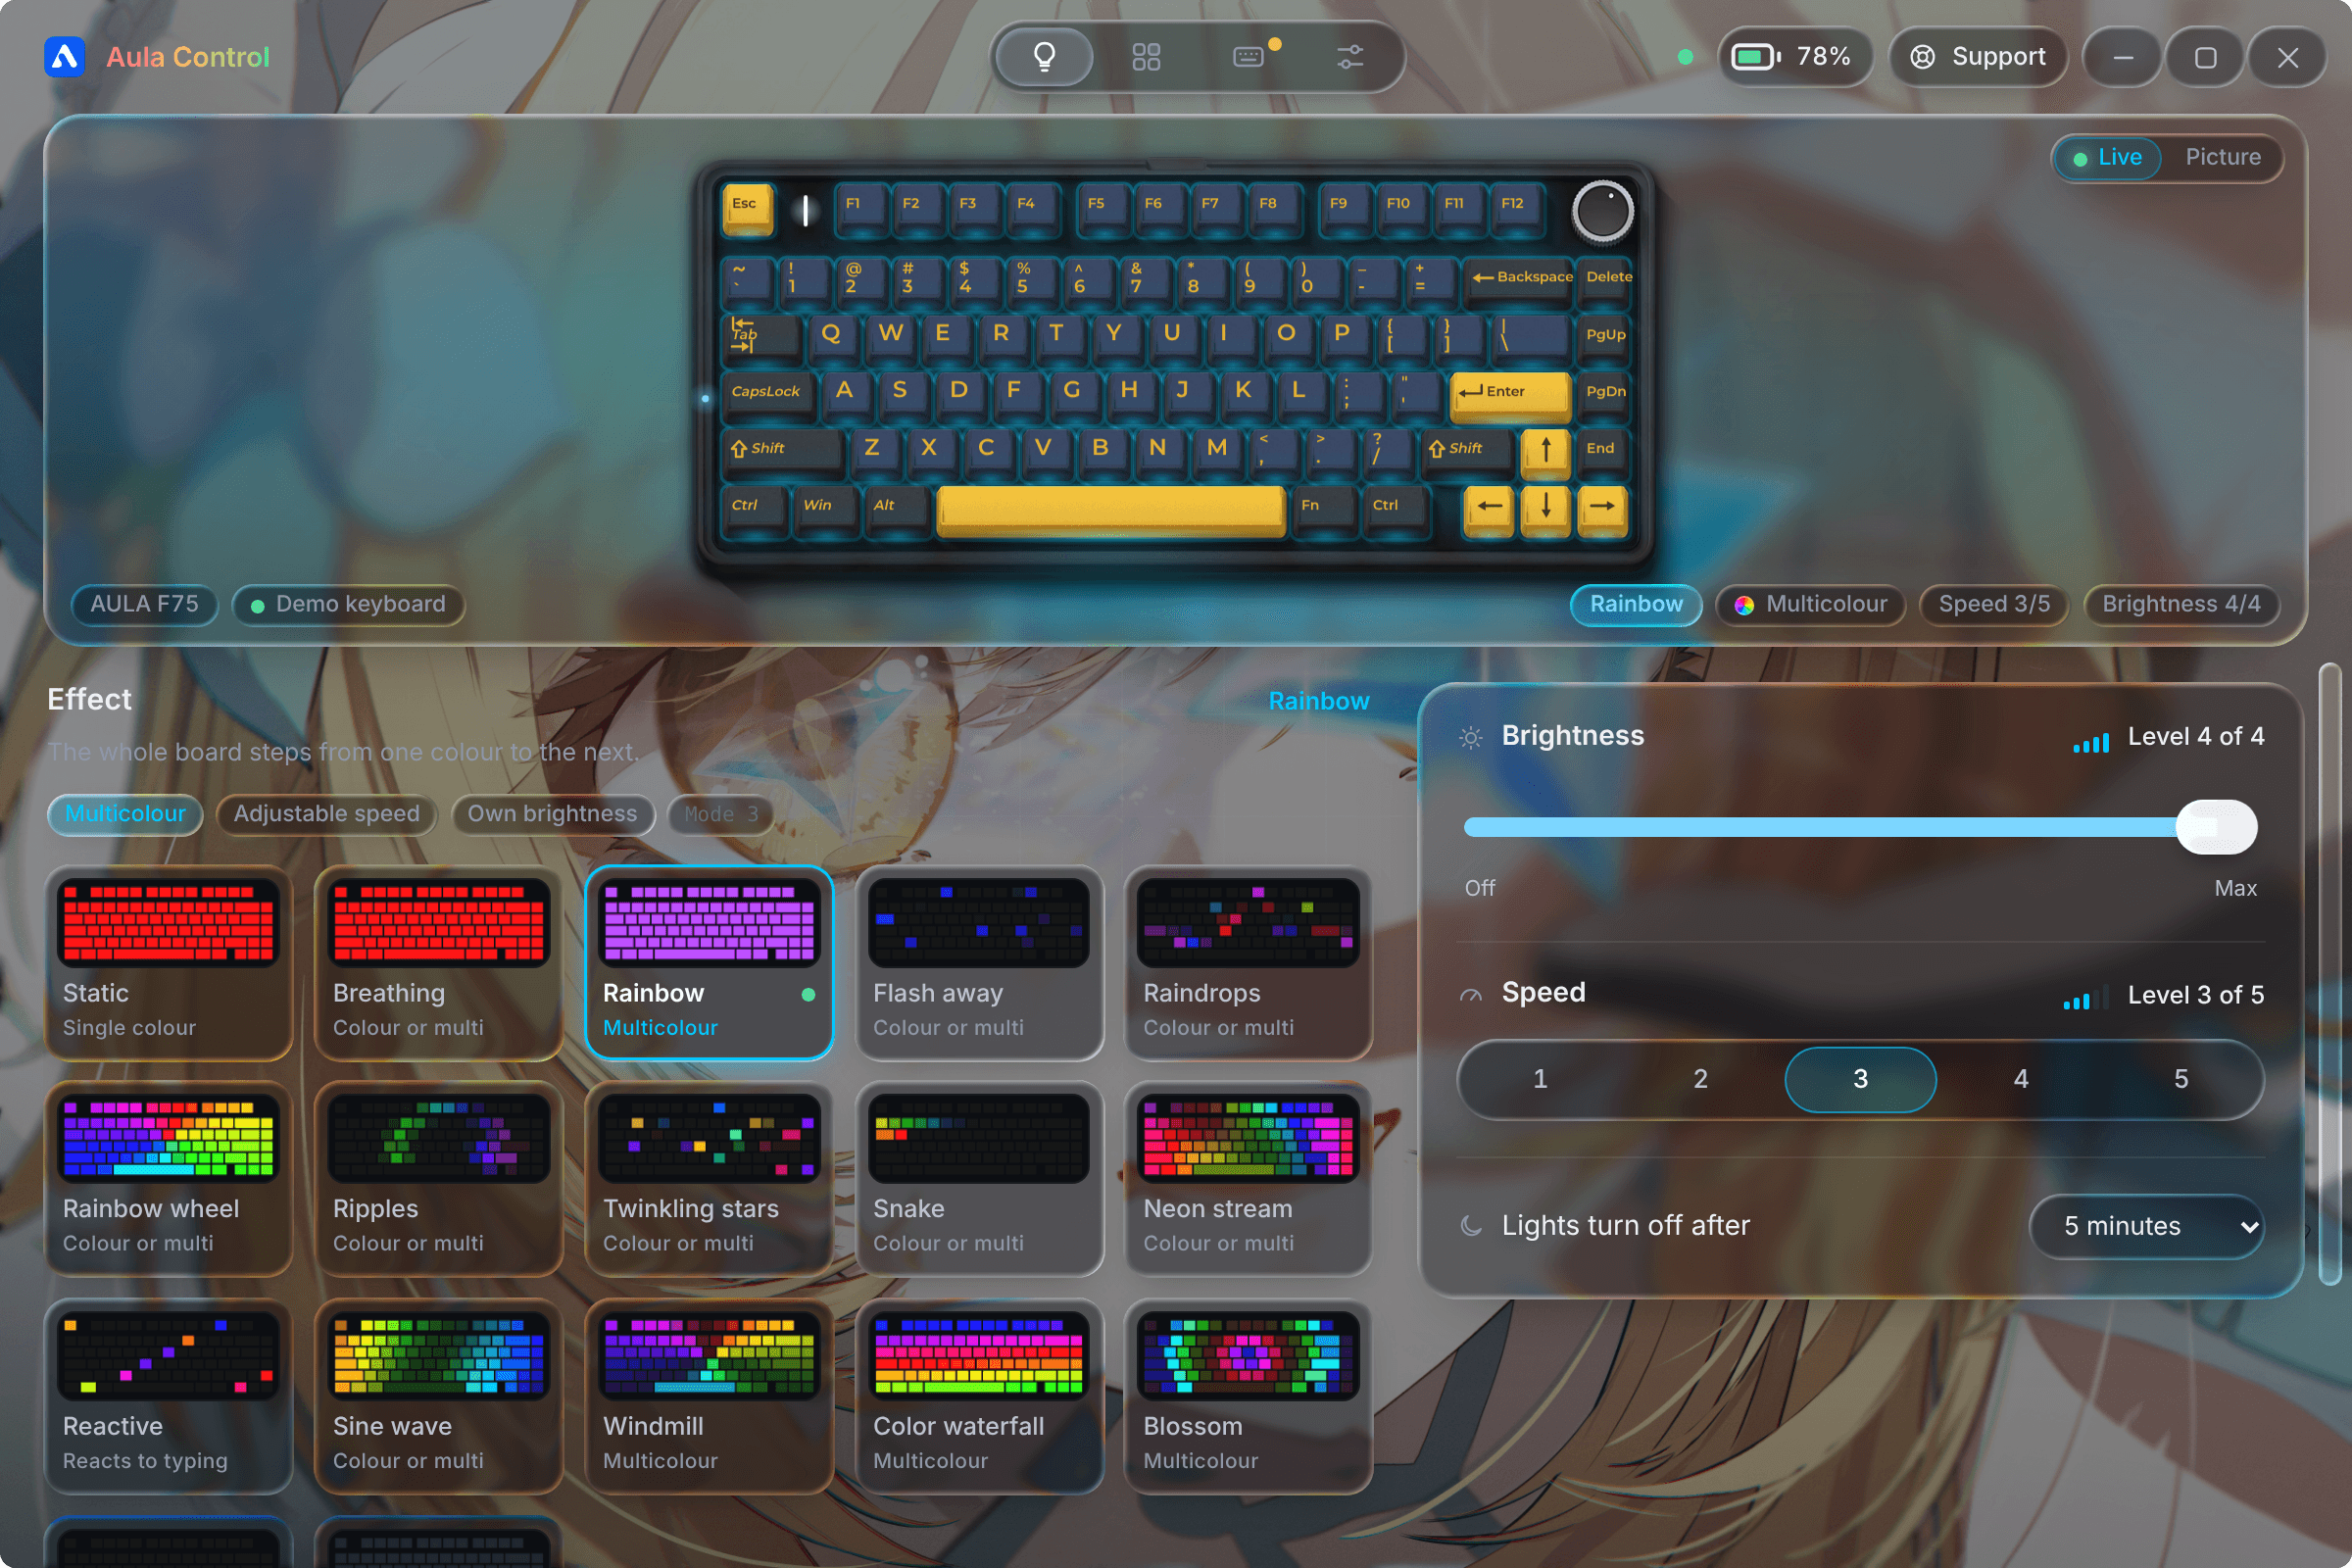 Aula Control
78%
Support
Live
Picture
Esc F1 F2 F3 F4 F5 F6 F7 F8 F9 F10 F11 F12
~ ! @ # $ % ^ & * ( ) _ + Backspace Delete
` 1 2 3 4 5 6 7 8 9 0 - =
Tab Q W E R T Y U I O P { } | PgUp
[ ] \
CapsLock A S D F G H J K L : " Enter PgDn
; '
Shift Z X C V B N M < > ? Shift End
, . /
Ctrl Win Alt Fn Ctrl
AULA F75
Demo keyboard
Rainbow
Multicolour
Speed 3/5
Brightness 4/4
Effect
Rainbow
The whole board steps from one colour to the next.
Multicolour
Adjustable speed
Own brightness
Mode 3
Static
Single colour
Breathing
Colour or multi
Rainbow
Multicolour
Flash away
Colour or multi
Raindrops
Colour or multi
Rainbow wheel
Colour or multi
Ripples
Colour or multi
Twinkling stars
Colour or multi
Snake
Colour or multi
Neon stream
Colour or multi
Reactive
Reacts to typing
Sine wave
Colour or multi
Windmill
Multicolour
Color waterfall
Multicolour
Blossom
Multicolour
Brightness
Level 4 of 4
Off
Max
Speed
Level 3 of 5
1 2 3 4 5
Lights turn off after
5 minutes